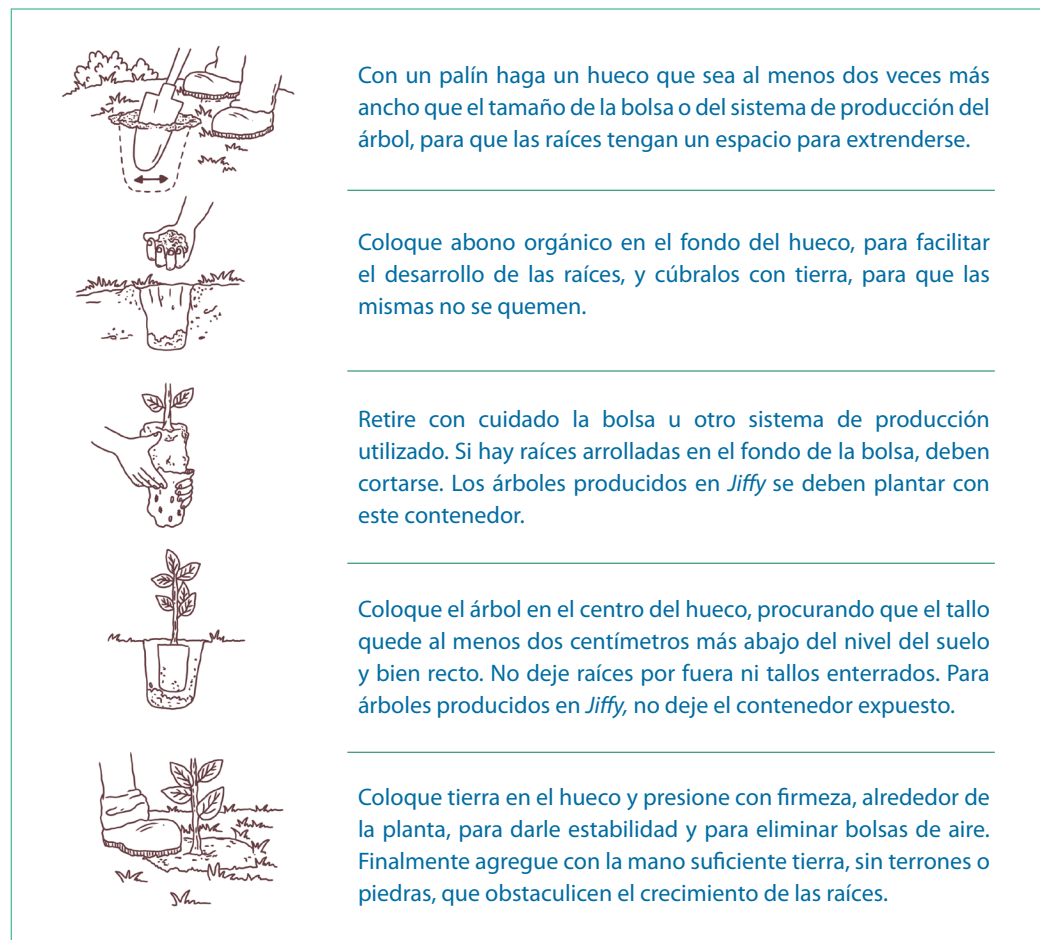 Con un palín haga un hueco que sea al menos dos veces más
ancho que el tamaño de la bolsa o del sistema de producción del
árbol, para que las raíces tengan un espacio para extrenderse.
Coloque abono orgánico en el fondo del hueco, para facilitar
el desarrollo de las raíces, y cúbralos con tierra, para que las
mismas no se quemen.
Retire con cuidado la bolsa u otro sistema de producción
utilizado. Si hay raíces arrolladas en el fondo de la bolsa, deben
cortarse. Los árboles producidos en Jiffy se deben plantar con
este contenedor.
Coloque el árbol en el centro del hueco, procurando que el tallo
quede al menos dos centímetros más abajo del nivel del suelo
y bien recto. No deje raíces por fuera ni tallos enterrados. Para
árboles producidos en Jiffy, no deje el contenedor expuesto.
Coloque tierra en el hueco y presione con firmeza, alrededor de
la planta, para darle estabilidad y para eliminar bolsas de aire.
Finalmente agregue con la mano suficiente tierra, sin terrones o
piedras, que obstaculicen el crecimiento de las raíces.